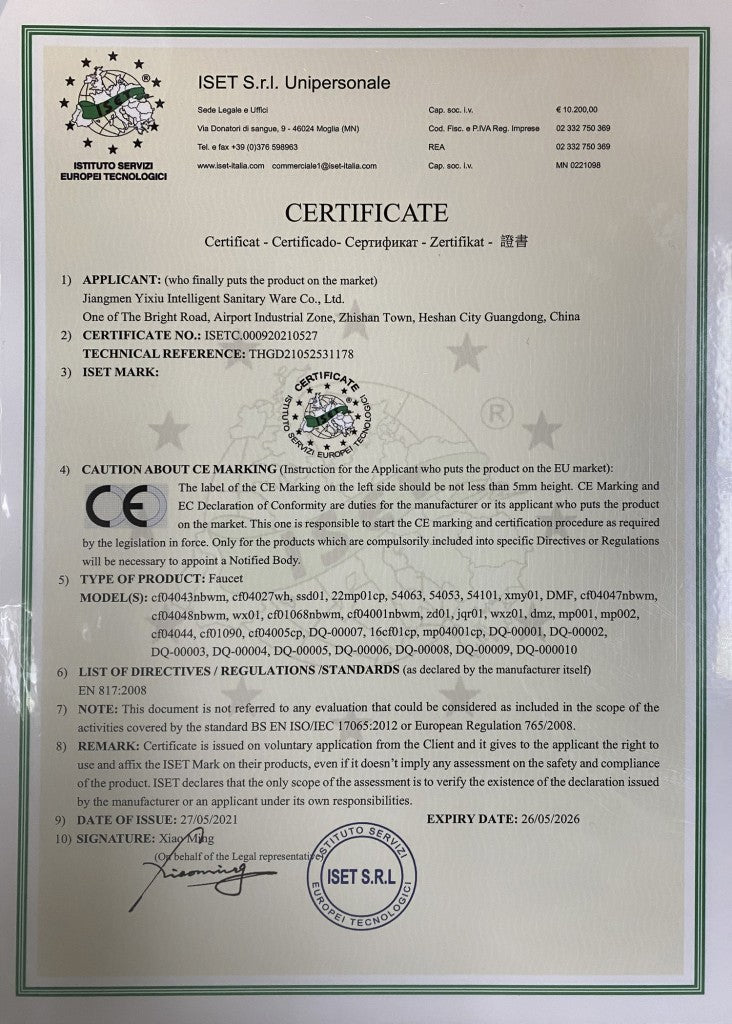 ISET
®
ISTITUTO SERVIZI
EUROPEI TECNOLOGICI
ISET S.r.l. Unipersonale
Sede Legale e Uffici Cap. soc. i.v. € 10.200,00
Via Donatori di sangue, 9 - 46024 Moglia (MN) Cod. Fisc. e P.IVA Reg. Imprese 02 332 750 369
Tel. e fax +39 (0)376 598963 REA 02 332 750 369
www.iset-italia.com commerciale1@iset-italia.com Cap. soc. i.v. MN 0221098
CERTIFICATE
Certificat - Certificado- Сертификат - Zertifikat - 證書
1) APPLICANT: (who finally puts the product on the market)
Jiangmen Yixiu Intelligent Sanitary Ware Co., Ltd.
One of The Bright Road, Airport Industrial Zone, Zhishan Town, Heshan City Guangdong, China
2) CERTIFICATE NO.: ISETC.000920210527
TECHNICAL REFERENCE: THGD21052531178
3) ISET MARK:
CERTIFICATE
ISET
ISTITUTO SERVIZI EUROPEI TECNOLOGICI
®
4) CAUTION ABOUT CE MARKING (Instruction for the Applicant who puts the product on the EU market):
CE
The label of the CE Marking on the left side should be not less than 5mm height. CE Marking and
EC Declaration of Conformity are duties for the manufacturer or its applicant who puts the product
on the market. This one is responsible to start the CE marking and certification procedure as required
by the legislation in force. Only for the products which are compulsorily included into specific Directives or Regulations
will be necessary to appoint a Notified Body.
5) TYPE OF PRODUCT: Faucet
MODEL(S): cf04043nbwm, cf04027wh, ssd01, 22mp01cp, 54063, 54053, 54101, xmy01, DMF, cf04047nbwm,
cf04048nbwm, wx01, cf01068nbwm, cf04001nbwm, zd01, jqr01, wxz01, dmz, mp001, mp002,
cf04044, cf01090, cf04005cp, DQ-00007, 16cf01cp, mp04001cp, DQ-00001, DQ-00002,
DQ-00003, DQ-00004, DQ-00005, DQ-00006, DQ-00008, DQ-00009, DQ-000010
6) LIST OF DIRECTIVES / REGULATIONS /STANDARDS (as declared by the manufacturer itself)
EN 817:2008
7) NOTE: This document is not referred to any evaluation that could be considered as included in the scope of the
activities covered by the standard BS EN ISO/IEC 17065:2012 or European Regulation 765/2008.
8) REMARK: Certificate is issued on voluntary application from the Client and it gives to the applicant the right to
use and affix the ISET Mark on their products, even if it doesn't imply any assessment on the safety and compliance
of the product. ISET declares that the only scope of the assessment is to verify the existence of the declaration issued
by the manufacturer or an applicant under its own responsibilities.
9) DATE OF ISSUE: 27/05/2021 EXPIRY DATE: 26/05/2026
10) SIGNATURE: Xiao Ming
(On behalf of the Legal representative)
Xiaoming
ISTITUTO SERVIZI
ISET S.R.L
EUROPEI TECNOLOGICI